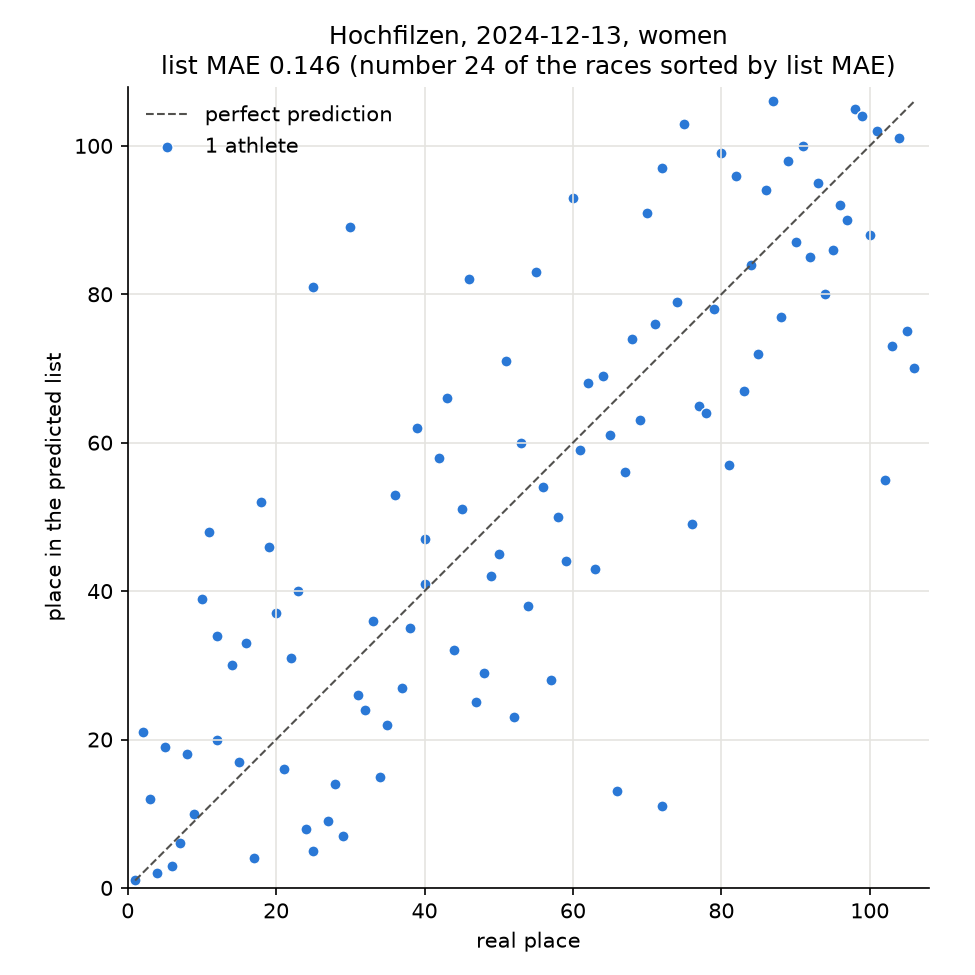 Hochfilzen, 2024-12-13, women
list MAE 0.146 (number 24 of the races sorted by list MAE)
perfect prediction
1 athlete
place in the predicted list
100
80
60
40
20
0
0 20 40 60 80 100
real place